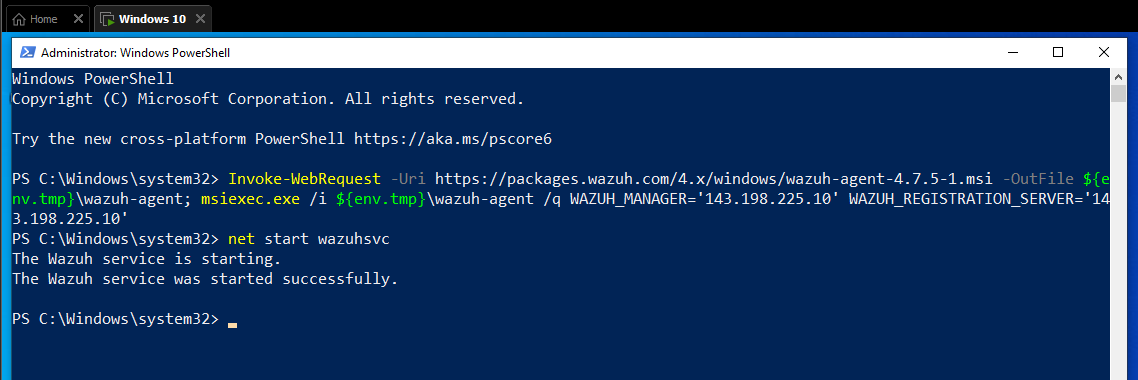 Home
Windows 10
Administrator: Windows PowerShell
Windows PowerShell
Copyright (C) Microsoft Corporation. All rights reserved.
Try the new cross-platform PowerShell https://aka.ms/pscore6
PS C:\Windows\system32> Invoke-WebRequest -Uri https://packages.wazuh.com/4.x/windows/wazuh-agent-4.7.5-1.msi -OutFile ${e
nv.tmp}\wazuh-agent; msiexec.exe /i ${env.tmp}\wazuh-agent /q WAZUH_MANAGER='143.198.225.10' WAZUH_REGISTRATION_SERVER='14
3.198.225.10'
PS C:\Windows\system32> net start wazuhsvc
The Wazuh service is starting.
The Wazuh service was started successfully.
PS C:\Windows\system32>